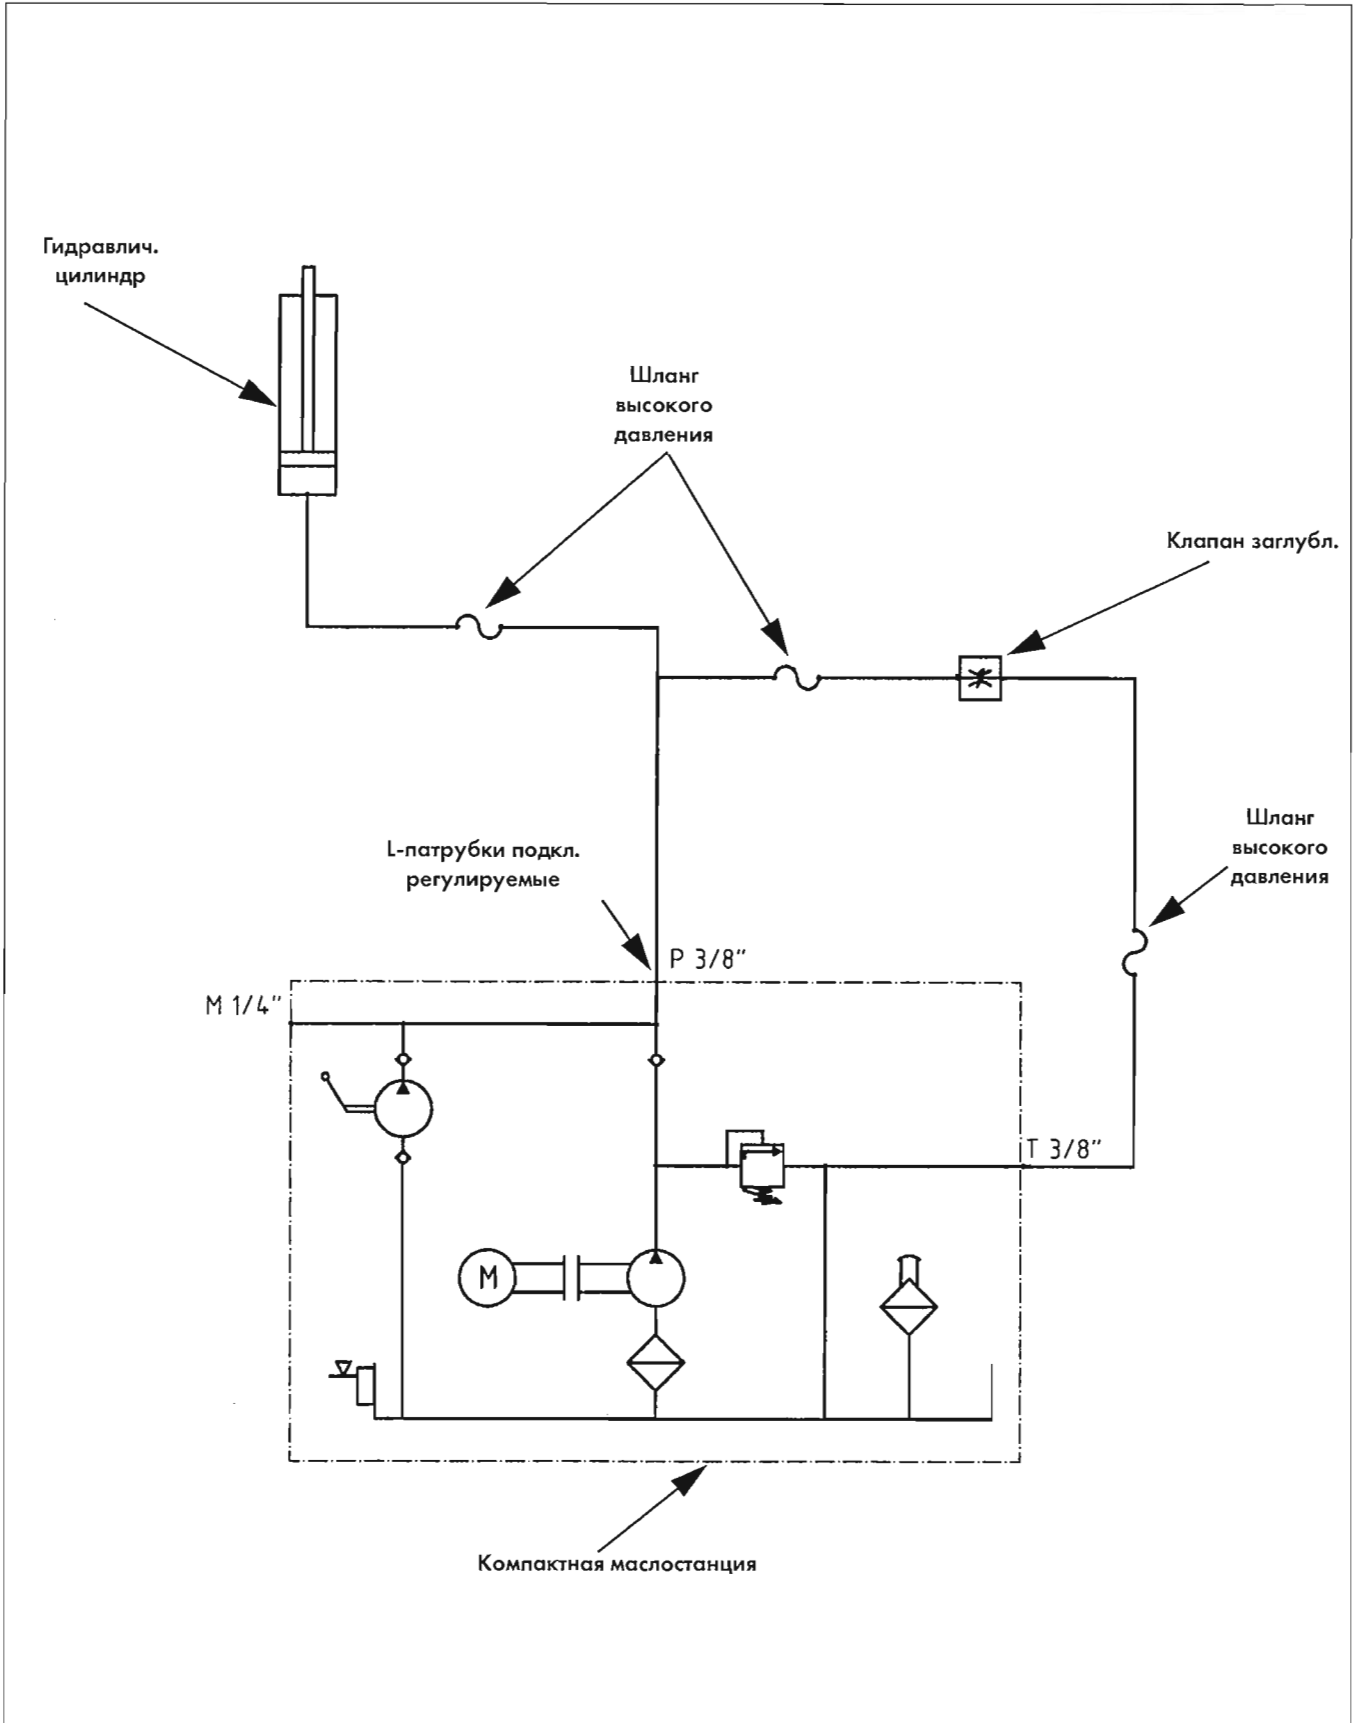 Гидравлич.
цилиндр
Шланг
высокого
давления
Клапан заглубл.
Шланг
высокого
давления
L-патрубки подкл.
регулируемые
P 3/8"
M 1/4"
T 3/8"
M
Компактная маслостанция